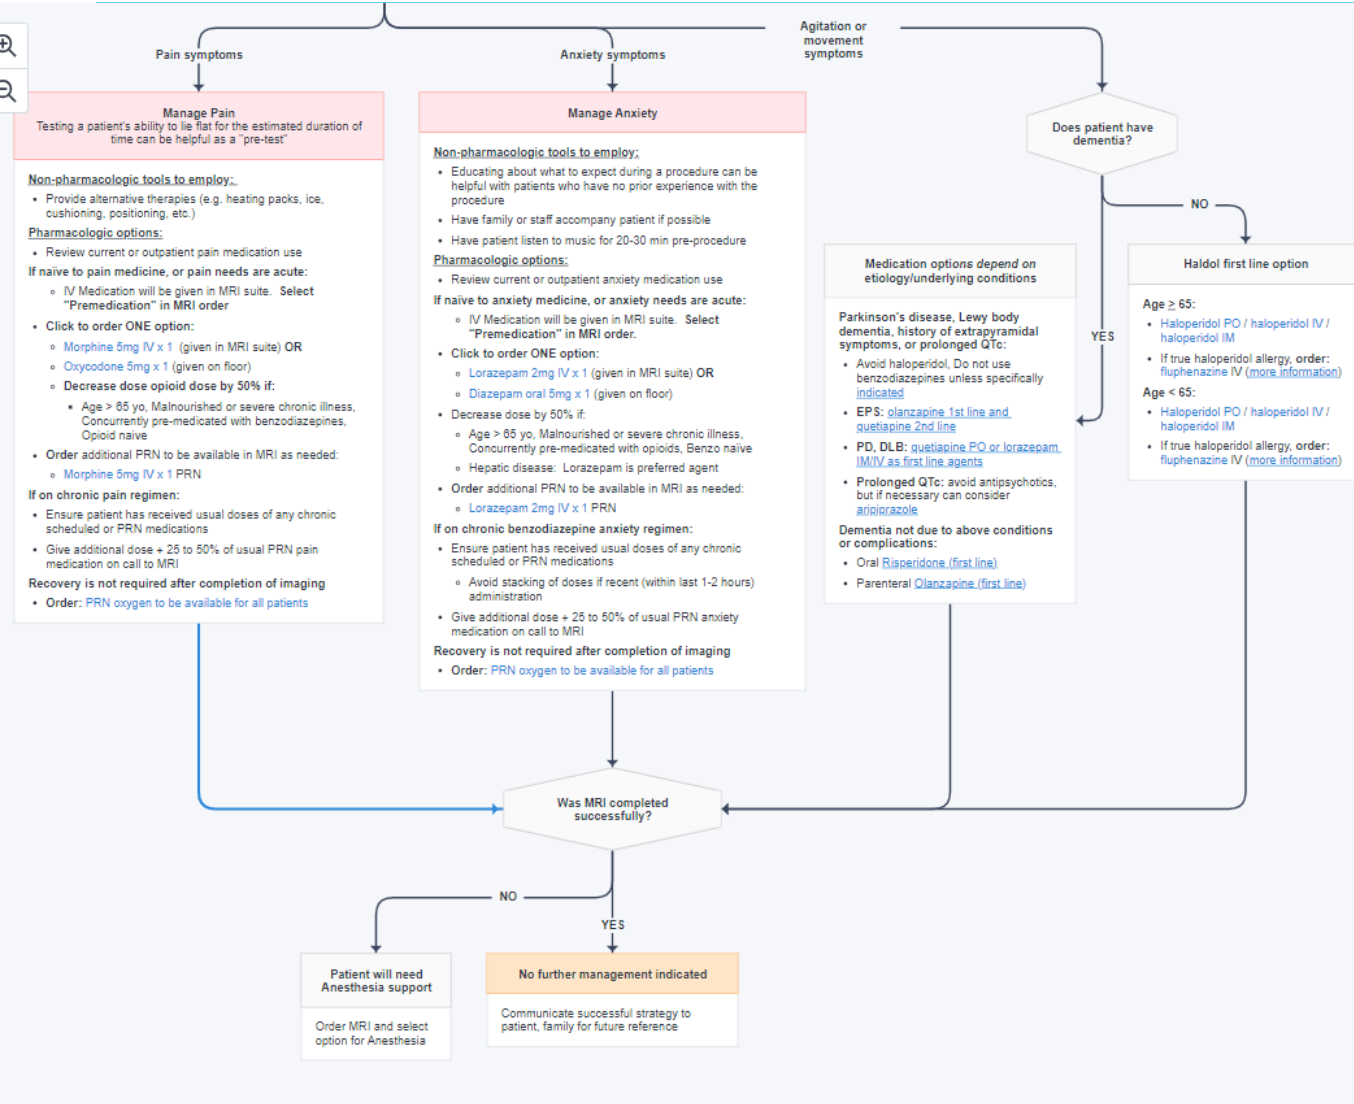 Pain symptoms
Anxiety symptoms
Agitation or
movement
symptoms
Manage Pain
Testing a patient's ability to lie flat for the estimated duration of
time can be helpful as a "pre-test"
Non-pharmacologic tools to employ:
• Provide alternative therapies (e.g. heating packs, ice,
cushioning, positioning, etc.)
Pharmacologic options:
• Review current or outpatient pain medication use
If naïve to pain medicine, or pain needs are acute:
∘ IV Medication will be given in MRI suite. Select
"Premedication" in MRI order
• Click to order ONE option:
∘ Morphine 5mg IV x 1 (given in MRI suite) OR
∘ Oxycodone 5mg x 1 (given on floor)
∘ Decrease dose opioid dose by 50% if:
▪ Age > 65 yo, Malnourished or severe chronic illness,
Concurrently pre-medicated with benzodiazepines,
Opioid naive
• Order additional PRN to be available in MRI as needed:
∘ Morphine 5mg IV x 1 PRN
If on chronic pain regimen:
• Ensure patient has received usual doses of any chronic
scheduled or PRN medications
• Give additional dose + 25 to 50% of usual PRN pain
medication on call to MRI
Recovery is not required after completion of imaging
• Order: PRN oxygen to be available for all patients
Manage Anxiety
Non-pharmacologic tools to employ:
• Educating about what to expect during a procedure can be
helpful with patients who have no prior experience with the
procedure
• Have family or staff accompany patient if possible
• Have patient listen to music for 20-30 min pre-procedure
Pharmacologic options:
• Review current or outpatient anxiety medication use
If naïve to anxiety medicine, or anxiety needs are acute:
∘ IV Medication will be given in MRI suite. Select
"Premedication" in MRI order.
• Click to order ONE option:
∘ Lorazepam 2mg IV x 1 (given in MRI suite) OR
∘ Diazepam oral 5mg x 1 (given on floor)
• Decrease dose by 50% if:
∘ Age > 65 yo, Malnourished or severe chronic illness,
Concurrently pre-medicated with opioids, Benzo naïve
∘ Hepatic disease: Lorazepam is preferred agent
• Order additional PRN to be available in MRI as needed:
∘ Lorazepam 2mg IV x 1 PRN
If on chronic benzodiazepine anxiety regimen:
• Ensure patient has received usual doses of any chronic
scheduled or PRN medications
∘ Avoid stacking of doses if recent (within last 1-2 hours)
administration
• Give additional dose + 25 to 50% of usual PRN anxiety
medication on call to MRI
Recovery is not required after completion of imaging
• Order: PRN oxygen to be available for all patients
Does patient have
dementia?
NO
YES
Medication options depend on
etiology/underlying conditions
Parkinson's disease, Lewy body
dementia, history of extrapyramidal
symptoms, or prolonged QTc:
• Avoid haloperidol, Do not use
benzodiazepines unless specifically
indicated
• EPS: olanzapine 1st line and
quetiapine 2nd line
• PD, DLB: quetiapine PO or lorazepam
IM/IV as first line agents
• Prolonged QTc: avoid antipsychotics,
but if necessary can consider
aripiprazole
Dementia not due to above conditions
or complications:
• Oral Risperidone (first line)
• Parenteral Olanzapine (first line)
Haldol first line option
Age ≥ 65:
• Haloperidol PO / haloperidol IV /
haloperidol IM
• If true haloperidol allergy, order:
fluphenazine IV (more information)
Age < 65:
• Haloperidol PO / haloperidol IV /
haloperidol IM
• If true haloperidol allergy, order:
fluphenazine IV (more information)
Was MRI completed
successfully?
NO
YES
Patient will need
Anesthesia support
Order MRI and select
option for Anesthesia
No further management indicated
Communicate successful strategy to
patient, family for future reference